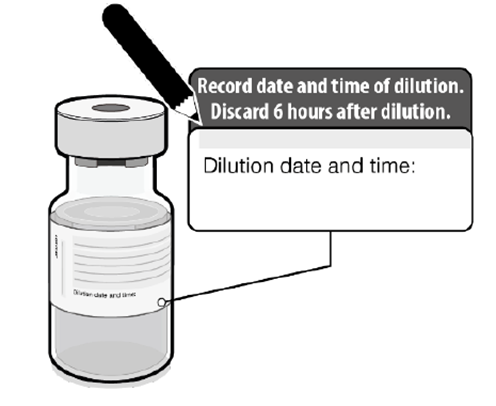 Record date and time of dilution.
Discard 6 hours after dilution.
Dilution date and time:
Dilution date and time: